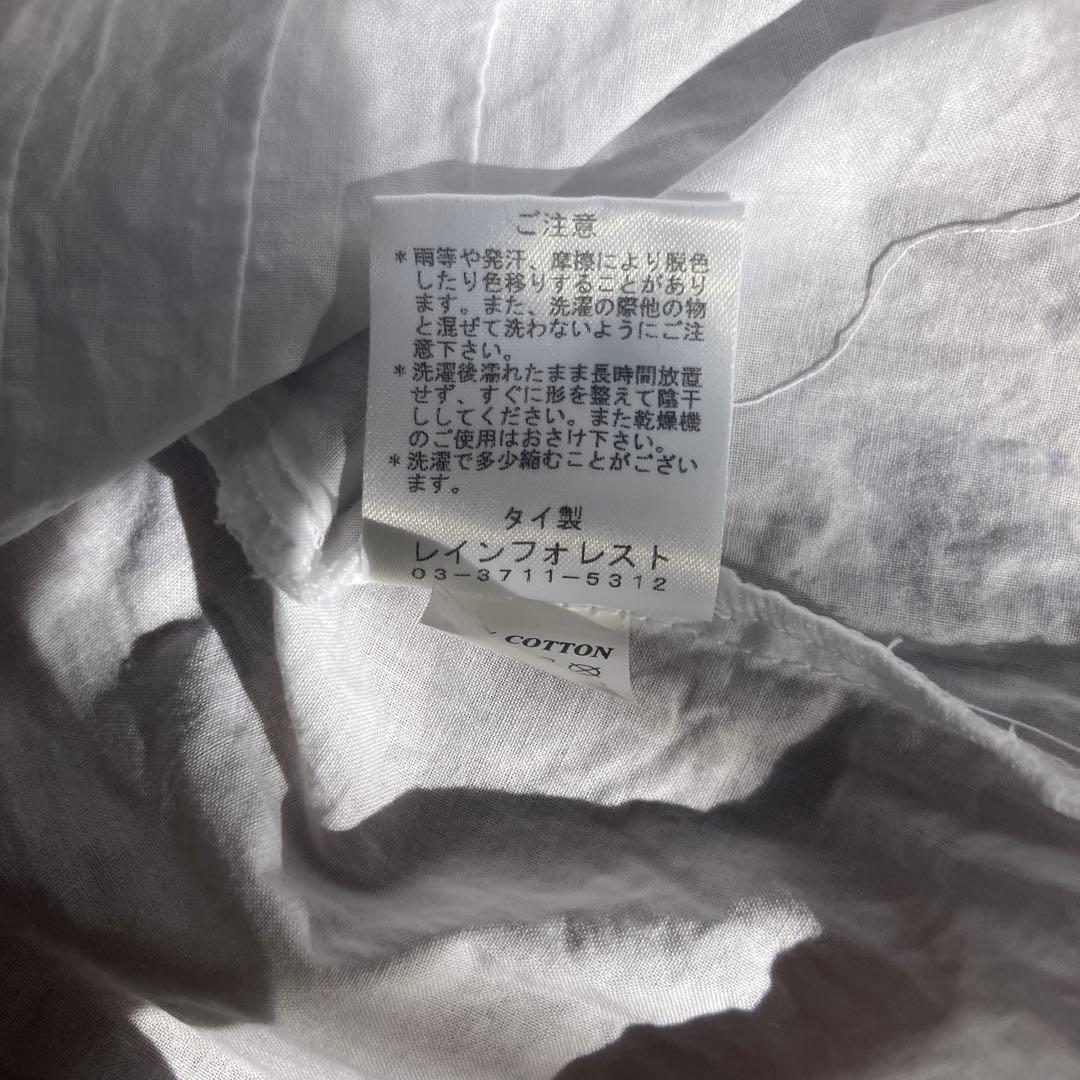 ご注意
*雨等や発汗、摩擦により脱色
したり色移りすることがあり
ます。また、洗濯の際他の物
と混ぜて洗わないようにご注
意下さい。
*洗濯後濡れたまま長時間放置
せず、すぐに形を整えて陰干
ししてください。また乾燥機
のご使用はおさけ下さい。
*洗濯で多少縮むことがござい
ます。
タイ製
レインフォレスト
03-3711-5312
COTTON